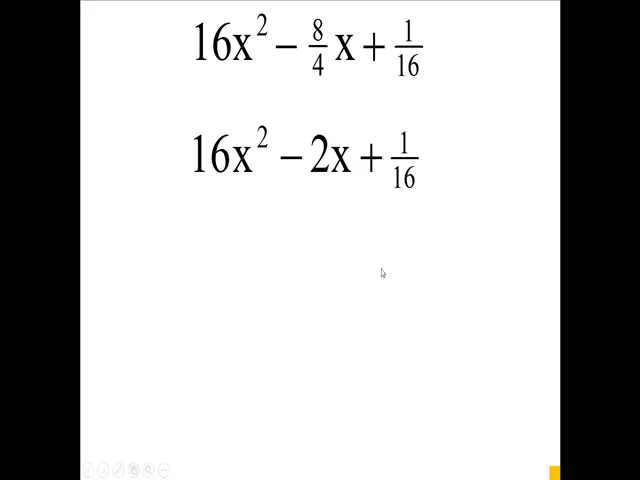 16x² − 8/4 x + 1/16
16x² − 2x + 1/16